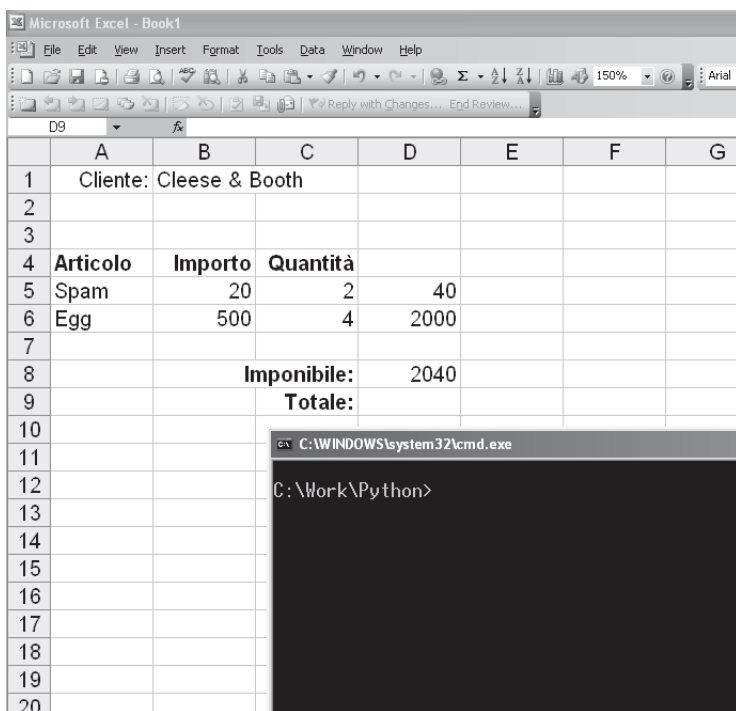 Microsoft Excel - Book1
File Edit View Insert Format Tools Data Window Help
150% Arial
Reply with Changes... End Review...
D9 fx
A B C D E F G
1 Cliente: Cleese & Booth
2
3
4 Articolo Importo Quantità
5 Spam 20 2 40
6 Egg 500 4 2000
7
8 Imponibile: 2040
9 Totale:
10
C:\WINDOWS\system32\cmd.exe
11
12 C:\Work\Python>
13
14
15
16
17
18
19
20